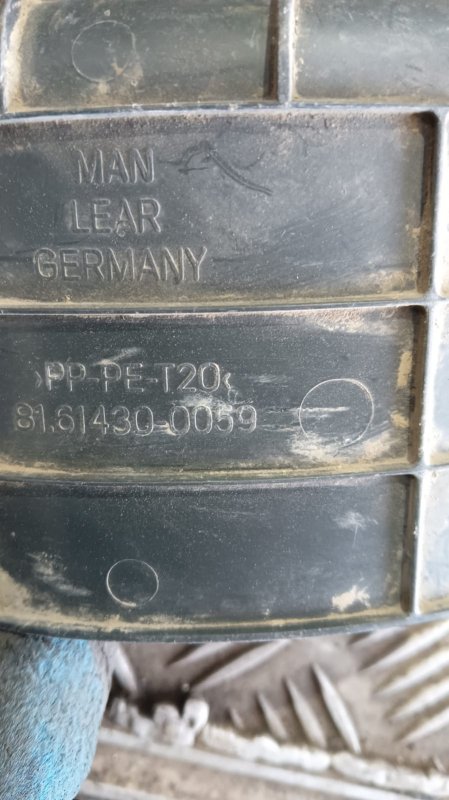 MAN
LEAR
GERMANY
>PP-PE-T20<
81.61430-0059